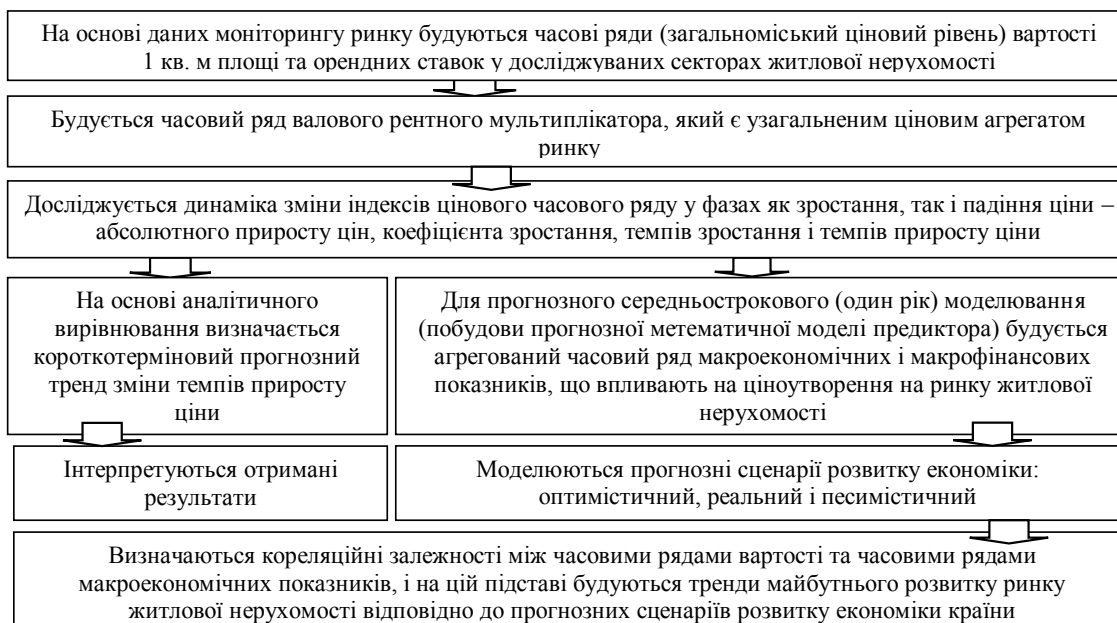 На основі даних моніторингу ринку будуються часові ряди (загальноміський ціновий рівень) вартості
1 кв. м площі та орендних ставок у досліджуваних секторах житлової нерухомості
Будується часовий ряд валового рентного мультиплікатора, який є узагальненим ціновим агрегатом
ринку
Досліджується динаміка зміни індексів цінового часового ряду у фазах як зростання, так і падіння ціни –
абсолютного приросту цін, коефіцієнта зростання, темпів зростання і темпів приросту ціни
На основі аналітичного
вирівнювання визначається
короткотерміновий прогнозний
тренд зміни темпів приросту
ціни
Для прогнозного середньострокового (один рік) моделювання
(побудови прогнозної метематичної моделі предиктора) будується
агрегований часовий ряд макроекономічних і макрофінансових
показників, що впливають на ціноутворення на ринку житлової
нерухомості
Інтерпретуються отримані
результати
Моделюються прогнозні сценарії розвитку економіки:
оптимістичний, реальний і песимістичний
Визначаються кореляційні залежності між часовими рядами вартості та часовими рядами
макроекономічних показників, і на цій підставі будуються тренди майбутнього розвитку ринку
житлової нерухомості відповідно до прогнозних сценаріїв розвитку економіки країни